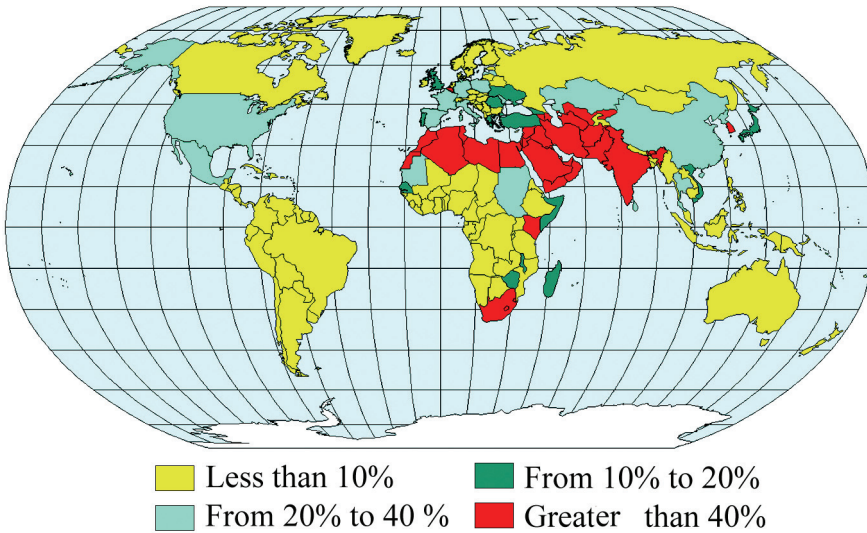 Less than 10%
From 10% to 20%
From 20% to 40 %
Greater than 40%